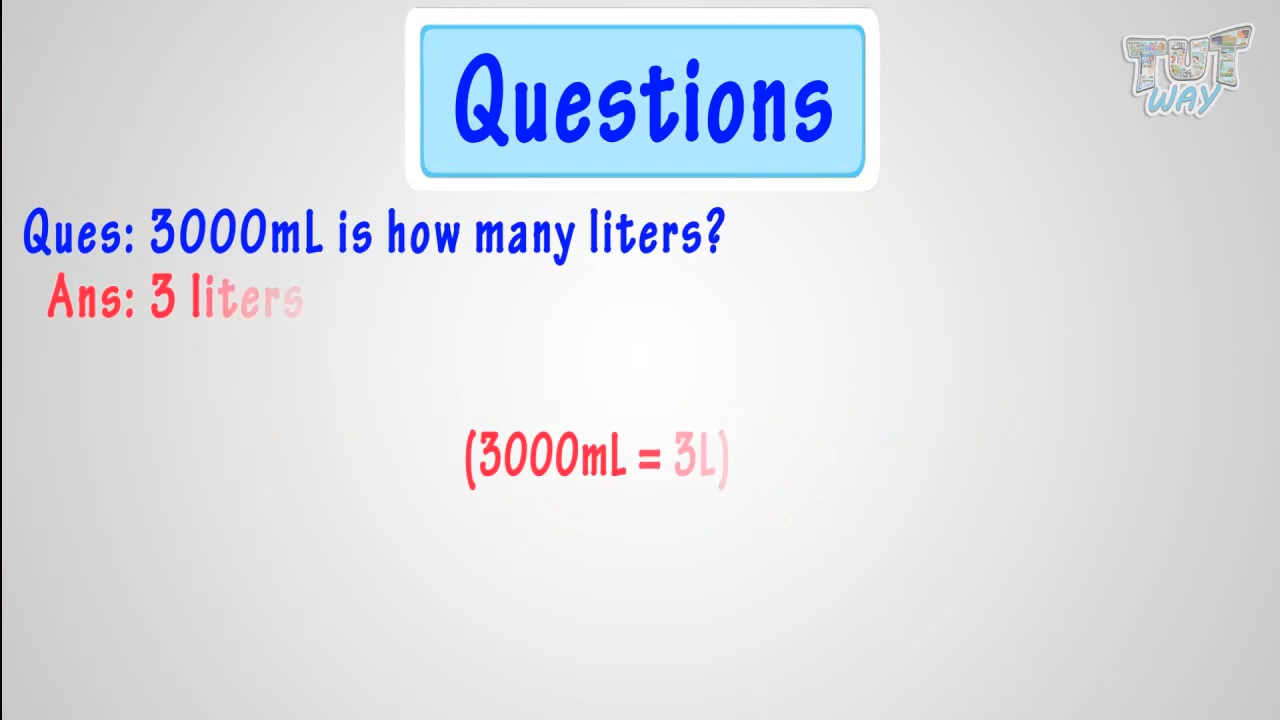 TUT
WAY
Questions
Ques: 3000mL is how many liters?
Ans: 3 liters
(3000mL = 3L)